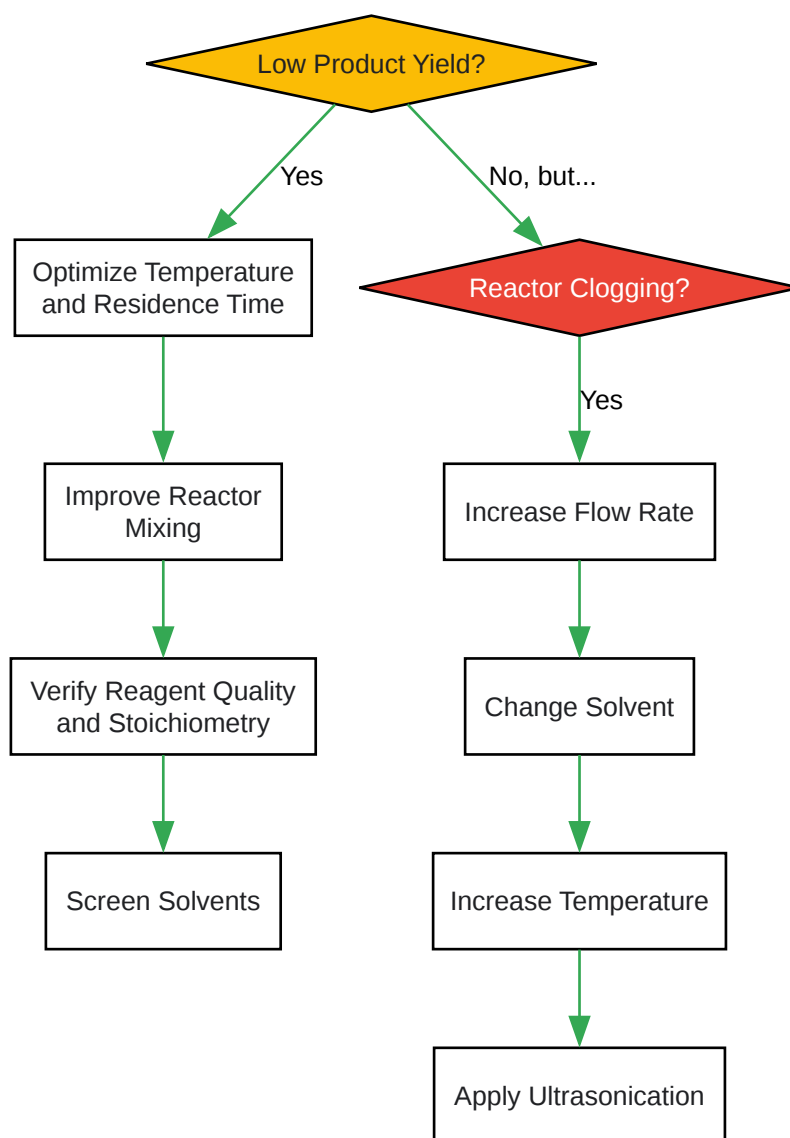 Low Product Yield?
Yes
No, but...
Optimize Temperature
and Residence Time
Reactor Clogging?
Yes
Improve Reactor
Mixing
Increase Flow Rate
Verify Reagent Quality
and Stoichiometry
Change Solvent
Screen Solvents
Increase Temperature
Apply Ultrasonication